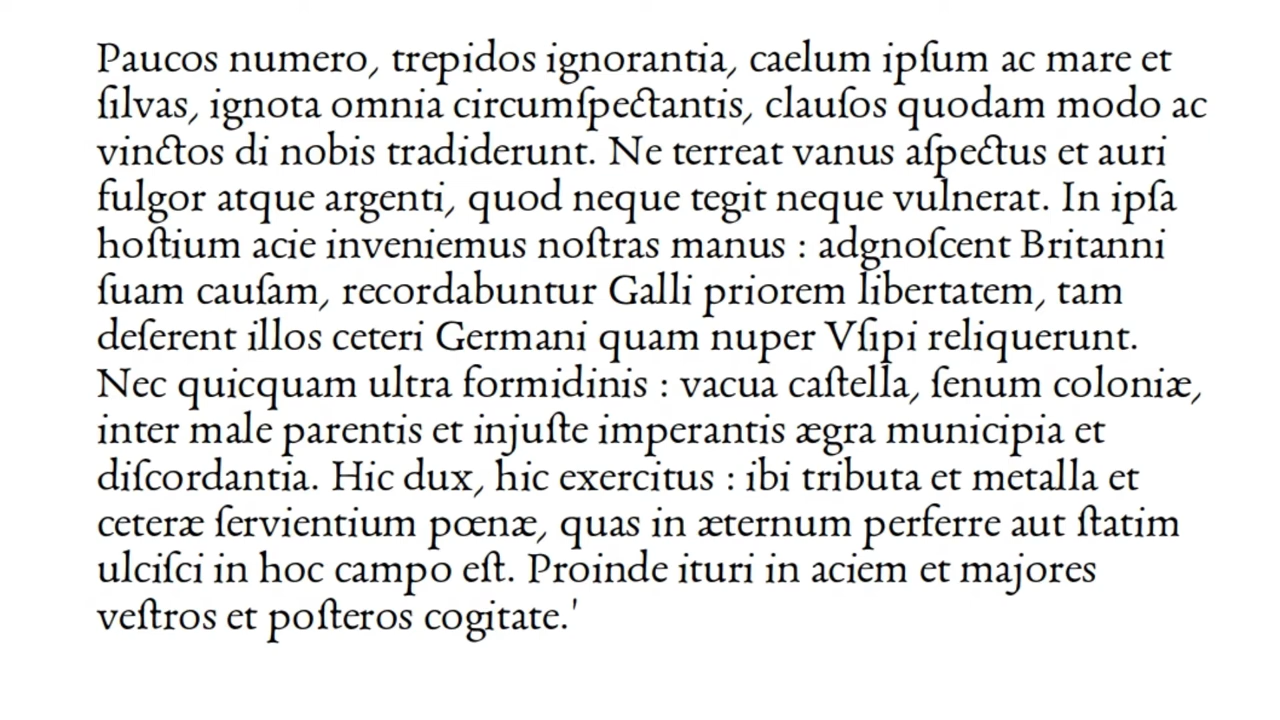 Paucos numero, trepidos ignorantia, caelum ipſum ac mare et
ſilvas, ignota omnia circumſpectantis, clauſos quodam modo ac
vinctos di nobis tradiderunt. Ne terreat vanus aſpectus et auri
fulgor atque argenti, quod neque tegit neque vulnerat. In ipſa
hoſtium acie inveniemus noſtras manus : adgnoſcent Britanni
ſuam cauſam, recordabuntur Galli priorem libertatem, tam
deſerent illos ceteri Germani quam nuper Vſipi reliquerunt.
Nec quicquam ultra formidinis : vacua caſtella, ſenum coloniæ,
inter male parentis et injuſte imperantis ægra municipia et
diſcordantia. Hic dux, hic exercitus : ibi tributa et metalla et
ceteræ ſervientium pœnæ, quas in æternum perferre aut ſtatim
ulciſci in hoc campo eſt. Proinde ituri in aciem et majores
veſtros et poſteros cogitate.'